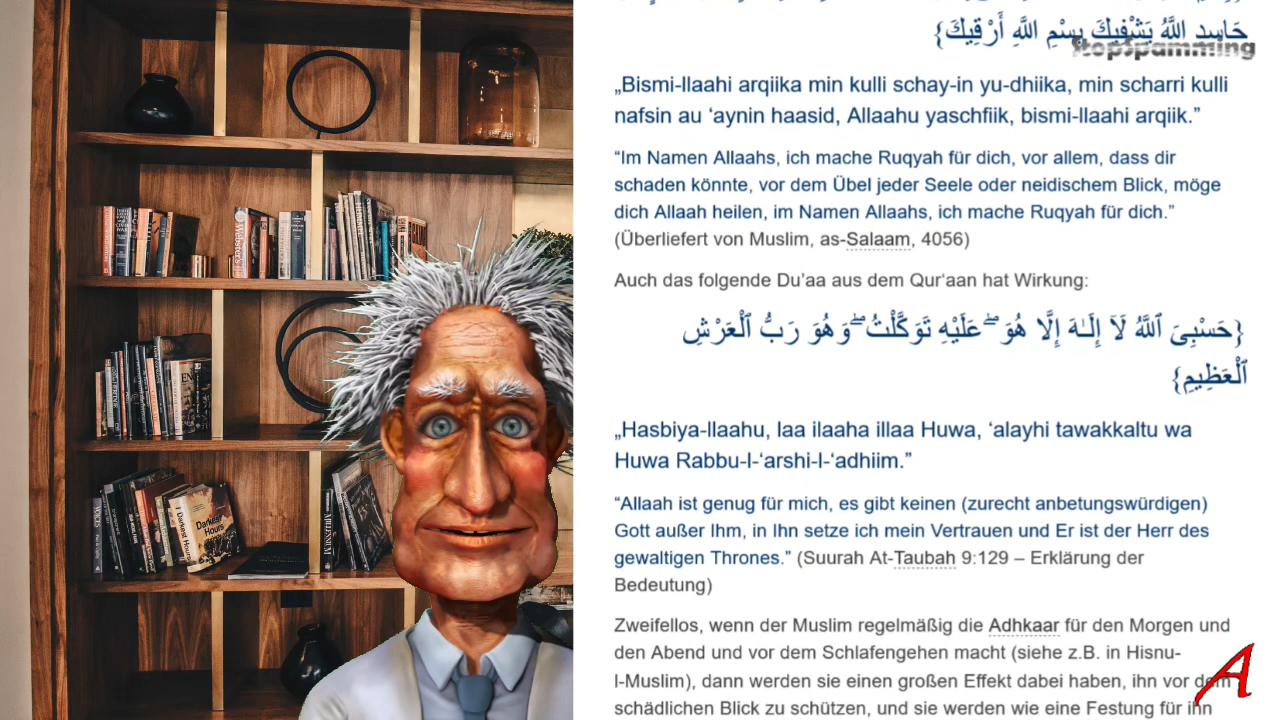 حَاسِدٍ اللَّهُ يَشْفِيكَ بِسْمِ اللَّهِ أَرْقِيكَ}
StopSpamming
„Bismi-llaahi arqiika min kulli schay-in yu-dhiika, min scharri kulli
nafsin au ‘aynin haasid, Allaahu yaschfiik, bismi-llaahi arqiik.”
“Im Namen Allaahs, ich mache Ruqyah für dich, vor allem, dass dir
schaden könnte, vor dem Übel jeder Seele oder neidischem Blick, möge
dich Allaah heilen, im Namen Allaahs, ich mache Ruqyah für dich.”
(Überliefert von Muslim, as-Salaam, 4056)
Auch das folgende Du’aa aus dem Qur‘aan hat Wirkung:
{حَسْبِىَ ٱللَّهُ لَآ إِلَـٰهَ إِلَّا هُوَ ۖ عَلَيْهِ تَوَكَّلْتُ ۖ وَهُوَ رَبُّ ٱلْعَرْشِ
ٱلْعَظِيمِ}
„Hasbiya-llaahu, laa ilaaha illaa Huwa, ‘alayhi tawakkaltu wa
Huwa Rabbu-l-‘arshi-l-‘adhiim.”
“Allaah ist genug für mich, es gibt keinen (zurecht anbetungswürdigen)
Gott außer Ihm, in Ihn setze ich mein Vertrauen und Er ist der Herr des
gewaltigen Thrones.” (Suurah At-Taubah 9:129 – Erklärung der
Bedeutung)
Zweifellos, wenn der Muslim regelmäßig die Adhkaar für den Morgen und
den Abend und vor dem Schlafengehen macht (siehe z.B. in Hisnu-
l-Muslim), dann werden sie einen großen Effekt dabei haben, ihn vor dem
schädlichen Blick zu schützen, und sie werden wie eine Festung für ihn
A
Webster's
Darkest
Hours
MILLENNIUM